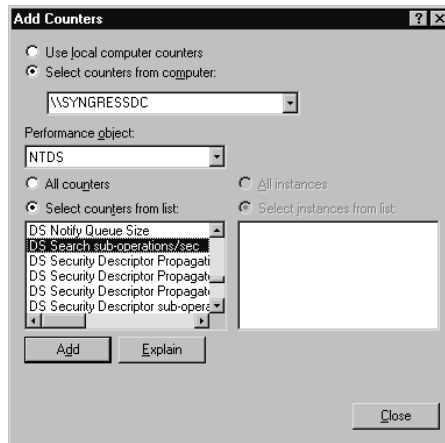 Add Counters
Use local computer counters
Select counters from computer:
\\SYNGRESSDC
Performance object:
NTDS
All counters
All instances
Select counters from list:
Select instances from list:
DS Notify Queue Size
DS Search sub-operations/sec
DS Security Descriptor Propagati
DS Security Descriptor Propagat
DS Security Descriptor Propagat
DS Security Descriptor sub-opera
Add
Explain
Close